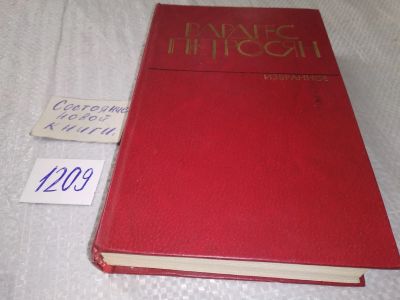 ВАРДГЕС
ПЕТРОСЯН
ИЗБРАННОЕ
Состояние
новой
книги.
1209